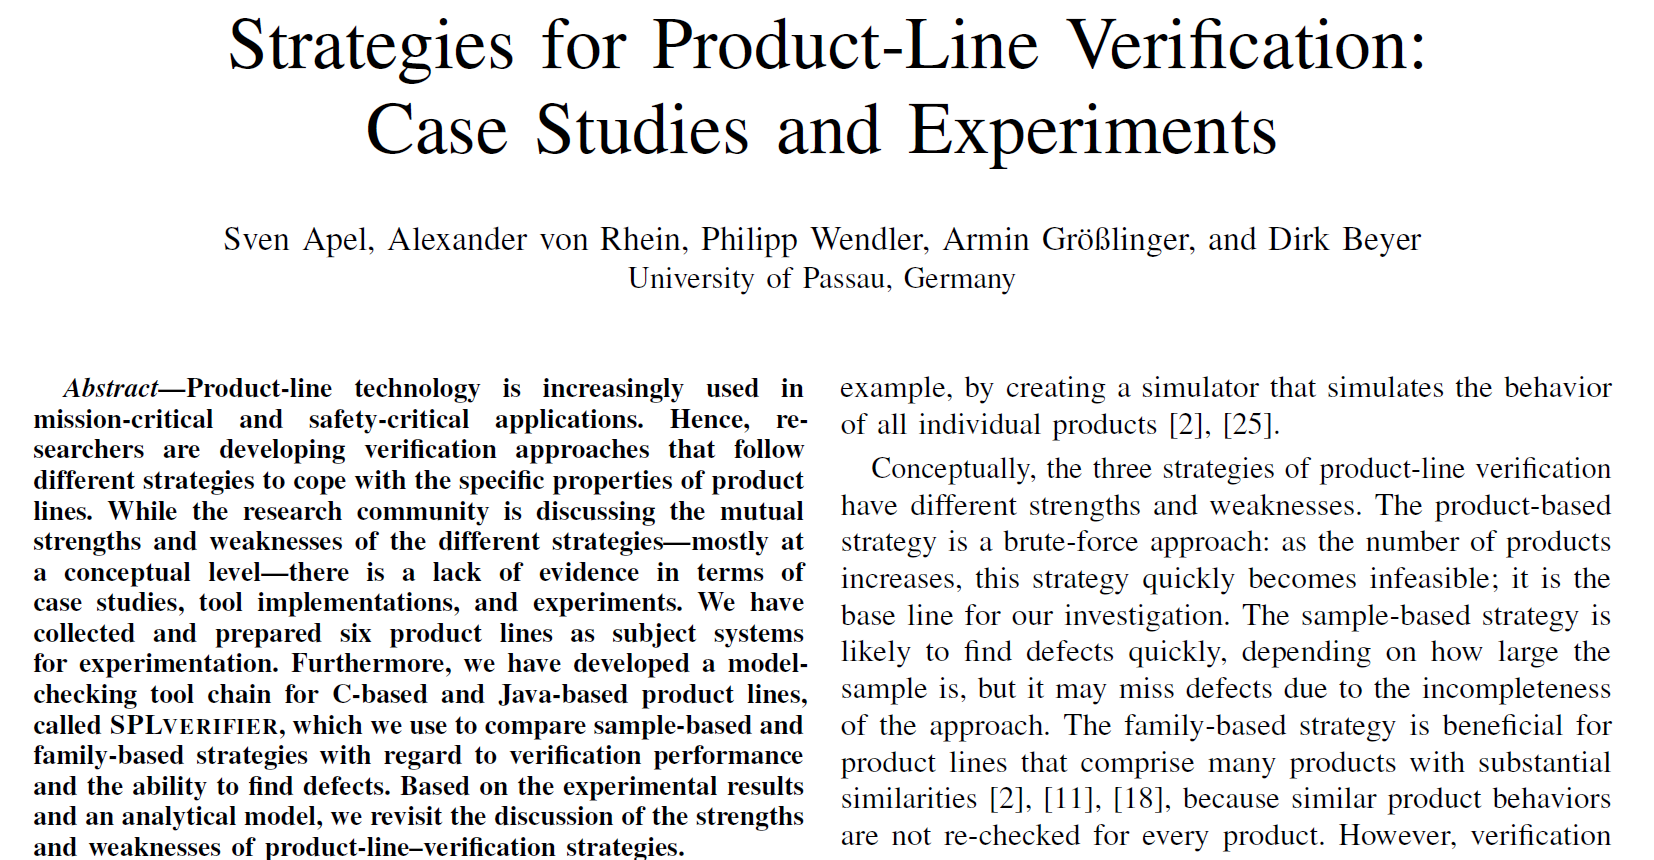 Strategies for Product-Line Verification:
Case Studies and Experiments
Sven Apel, Alexander von Rhein, Philipp Wendler, Armin Größlinger, and Dirk Beyer
University of Passau, Germany
Abstract—Product-line technology is increasingly used in
mission-critical and safety-critical applications. Hence, re-
searchers are developing verification approaches that follow
different strategies to cope with the specific properties of product
lines. While the research community is discussing the mutual
strengths and weaknesses of the different strategies—mostly at
a conceptual level—there is a lack of evidence in terms of
case studies, tool implementations, and experiments. We have
collected and prepared six product lines as subject systems
for experimentation. Furthermore, we have developed a model-
checking tool chain for C-based and Java-based product lines,
called SPLVERIFIER, which we use to compare sample-based and
family-based strategies with regard to verification performance
and the ability to find defects. Based on the experimental results
and an analytical model, we revisit the discussion of the strengths
and weaknesses of product-line–verification strategies.
example, by creating a simulator that simulates the behavior
of all individual products [2], [25].
Conceptually, the three strategies of product-line verification
have different strengths and weaknesses. The product-based
strategy is a brute-force approach: as the number of products
increases, this strategy quickly becomes infeasible; it is the
base line for our investigation. The sample-based strategy is
likely to find defects quickly, depending on how large the
sample is, but it may miss defects due to the incompleteness
of the approach. The family-based strategy is beneficial for
product lines that comprise many products with substantial
similarities [2], [11], [18], because similar product behaviors
are not re-checked for every product. However, verification